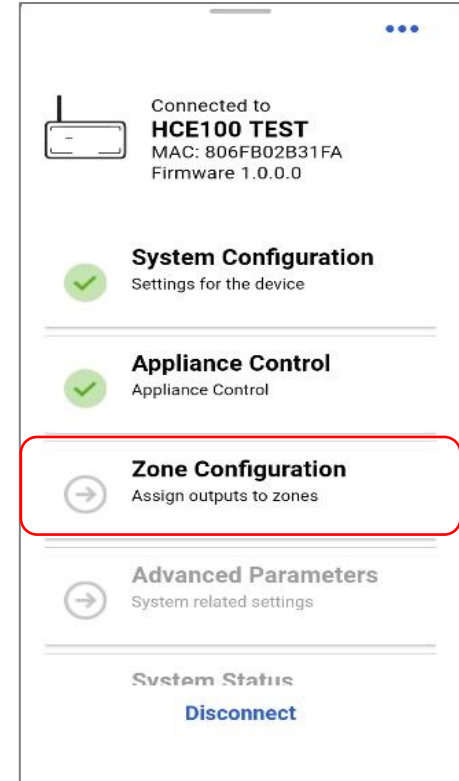 Connected to
HCE100 TEST
MAC: 806FB02B31FA
Firmware 1.0.0.0
System Configuration
Settings for the device
Appliance Control
Appliance Control
Zone Configuration
Assign outputs to zones
Advanced Parameters
System related settings
System Status
Disconnect